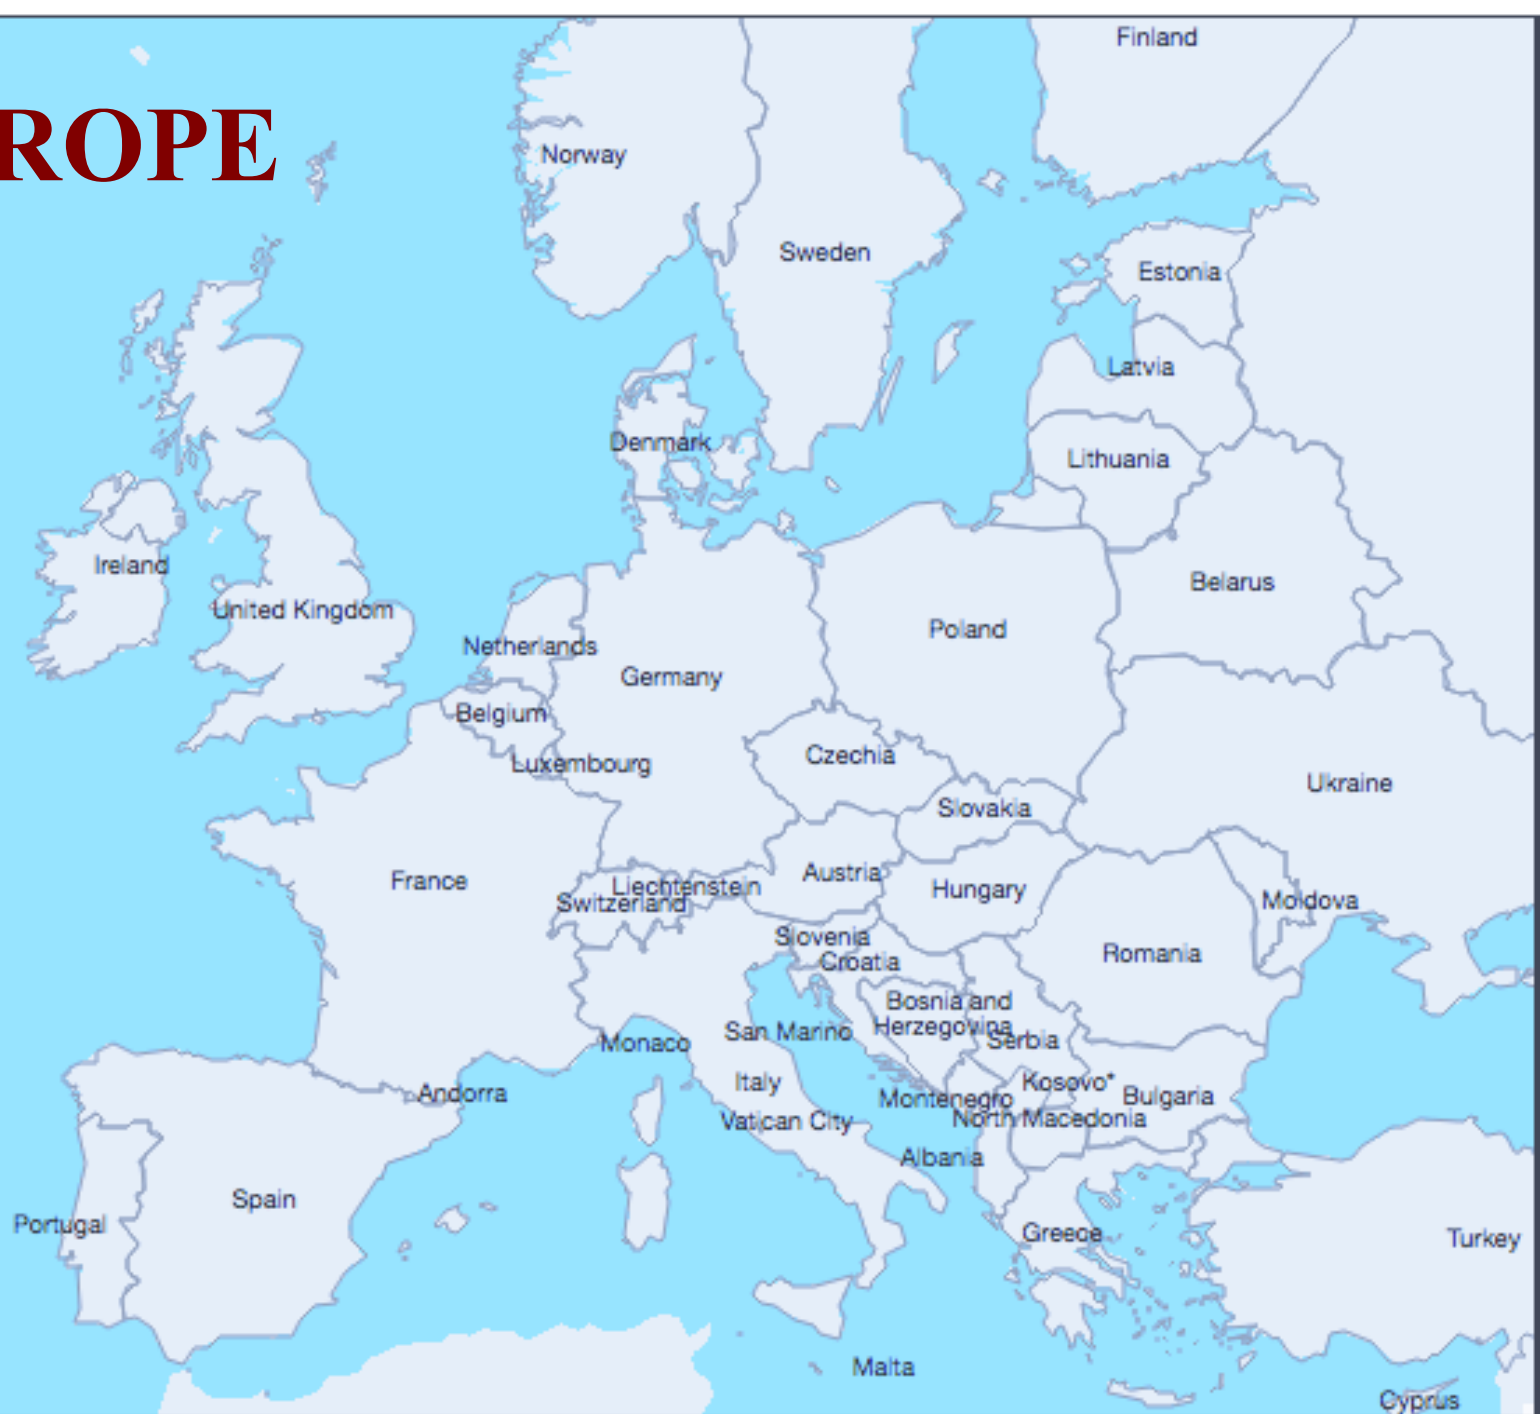 Finland
ROPE
Norway
Sweden
Estonia
Latvia
Denmark
Lithuania
Ireland
Belarus
United Kingdom
Poland
Netherlands
Germany
Belgium
Czechia
Luxembourg
Ukraine
Slovakia
Austria
France
Liechtenstein
Hungary
Switzerland
Moldova
Slovenia
Romania
Croatia
Bosnia and
Herzegovina
San Marino
Serbia
Monaco
Italy
Kosovo*
Andorra
Bulgaria
Montenegro
North Macedonia
Vatican City
Albania
Spain
Portugal
Greece
Turkey
Malta
Cyprus